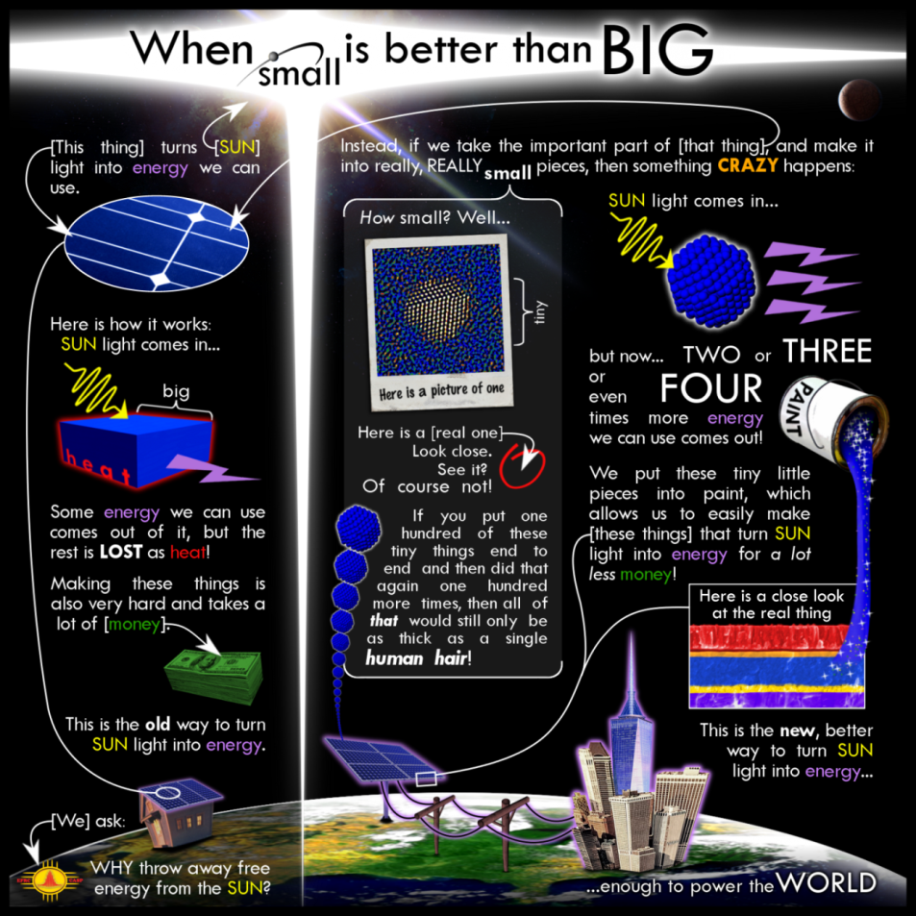 When small is better than BIG
[This thing] turns [SUN]
light into energy we can
use.
Here is how it works:
SUN light comes in...
big
heat
Some energy we can use
comes out of it, but the
rest is LOST as heat!
Making these things is
also very hard and takes a
lot of [money].
This is the old way to turn
SUN light into energy.
[We] ask:
WHY throw away free
energy from the SUN?
Instead, if we take the important part of [that thing], and make it
into really, REALLY small pieces, then something CRAZY happens:
How small? Well...
tiny
Here is a picture of one
Here is a [real one]
Look close.
See it?
Of course not!
If you put one
hundred of these
tiny things end to
end and then did that
again one hundred
more times, then all of
that would still only be
as thick as a single
human hair!
SUN light comes in...
but now... TWO or THREE
or
even FOUR
times more energy
we can use comes out!
PAINT
We put these tiny little
pieces into paint, which
allows us to easily make
[these things] that turn SUN
light into energy for a lot
less money!
Here is a close look
at the real thing
This is the new, better
way to turn SUN
light into energy...
...enough to power the WORLD